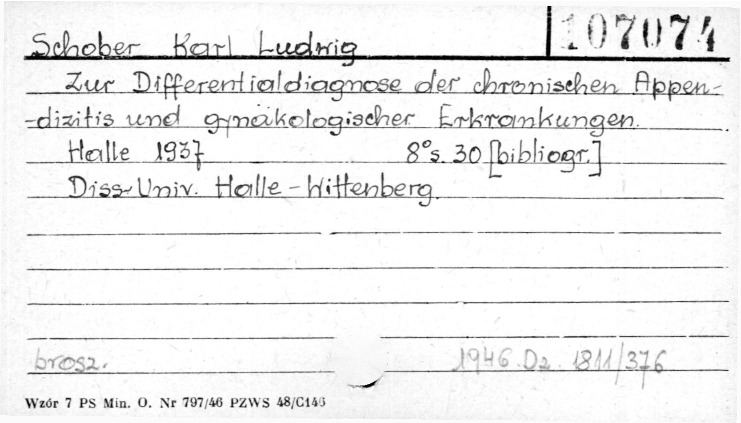 107074
Schober Karl Ludwig
Zur Differentialdiagnose der chronischen Appen-
-dizitis und gynäkologischer Erkrankungen.
Halle 1937 8° s. 30 [bibliogr.]
Diss. Univ. Halle-Wittenberg.
brosz. 1946. Dz. 1811/376
Wzór 7 PS Min. O. Nr 797/46 PZWS 48/C146